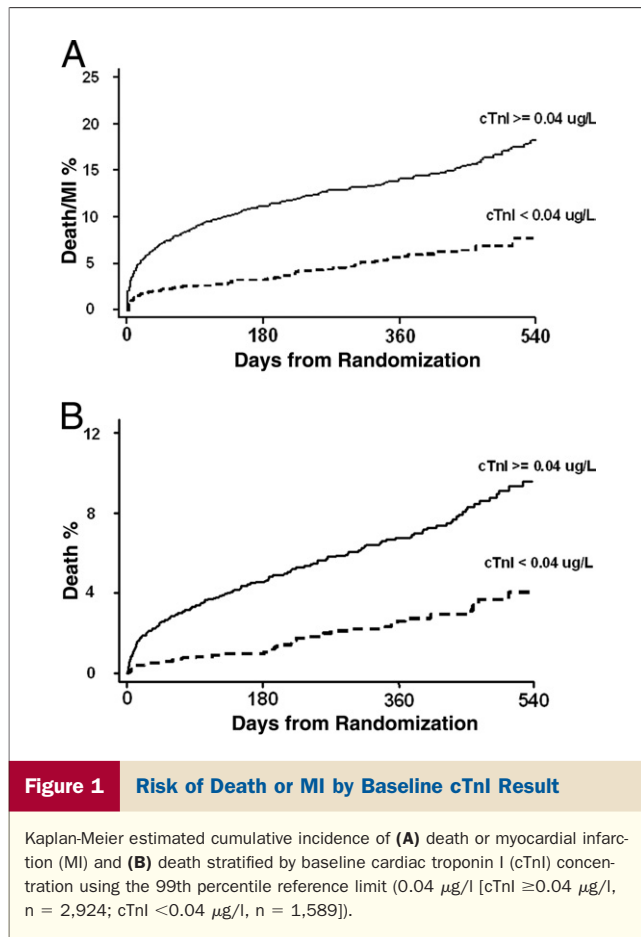 A
25
20
15
10
5
0
Death/MI %
cTnI >= 0.04 ug/L
cTnI < 0.04 ug/L
0 180 360 540
Days from Randomization
B
12
8
4
0
Death %
cTnI >= 0.04 ug/L
cTnI < 0.04 ug/L
0 180 360 540
Days from Randomization
Figure 1 Risk of Death or MI by Baseline cTnI Result
Kaplan-Meier estimated cumulative incidence of (A) death or myocardial infarc-
tion (MI) and (B) death stratified by baseline cardiac troponin I (cTnI) concen-
tration using the 99th percentile reference limit (0.04 μg/l [cTnI ≥0.04 μg/l,
n = 2,924; cTnI <0.04 μg/l, n = 1,589]).